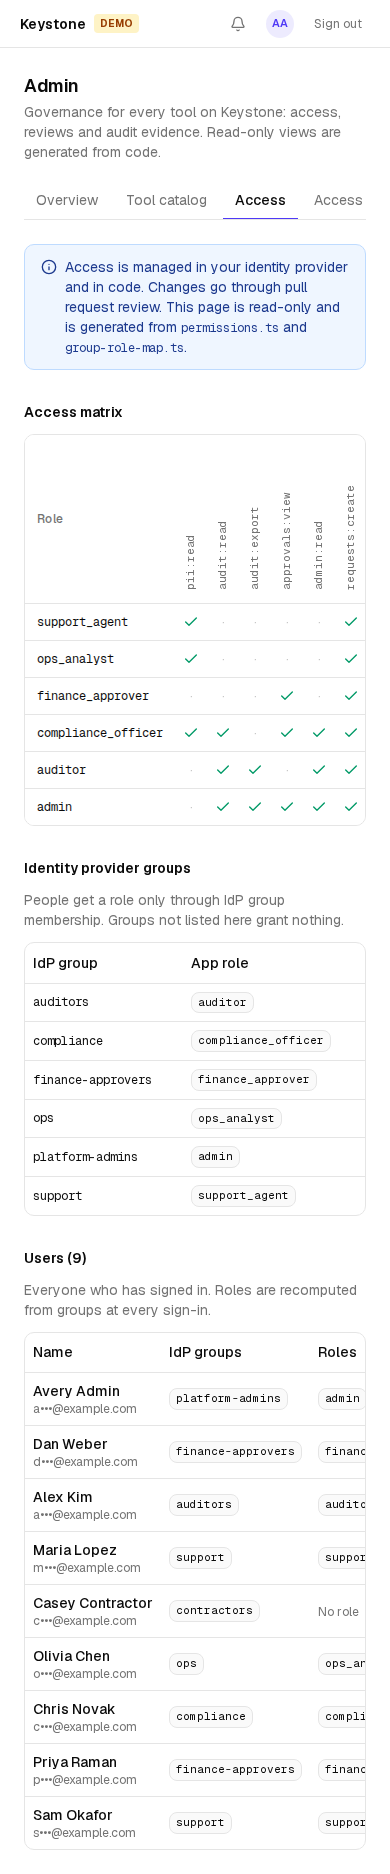 Keystone DEMO AA Sign out
Admin
Governance for every tool on Keystone: access,
reviews and audit evidence. Read-only views are
generated from code.
Overview Tool catalog Access Access
Access is managed in your identity provider
and in code. Changes go through pull
request review. This page is read-only and
is generated from permissions.ts and
group-role-map.ts.
Access matrix
Role pii:read audit:read audit:export approvals:view admin:read requests:create
support_agent
ops_analyst
finance_approver
compliance_officer
auditor
admin
Identity provider groups
People get a role only through IdP group
membership. Groups not listed here grant nothing.
IdP group App role
auditors auditor
compliance compliance_officer
finance-approvers finance_approver
ops ops_analyst
platform-admins admin
support support_agent
Users (9)
Everyone who has signed in. Roles are recomputed
from groups at every sign-in.
Name IdP groups Roles
Avery Admin
a•••@example.com platform-admins admin
Dan Weber
d•••@example.com finance-approvers financ
Alex Kim
a•••@example.com auditors audito
Maria Lopez
m•••@example.com support suppor
Casey Contractor
c•••@example.com contractors No role
Olivia Chen
o•••@example.com ops ops_an
Chris Novak
c•••@example.com compliance compli
Priya Raman
p•••@example.com finance-approvers financ
Sam Okafor
s•••@example.com support suppor